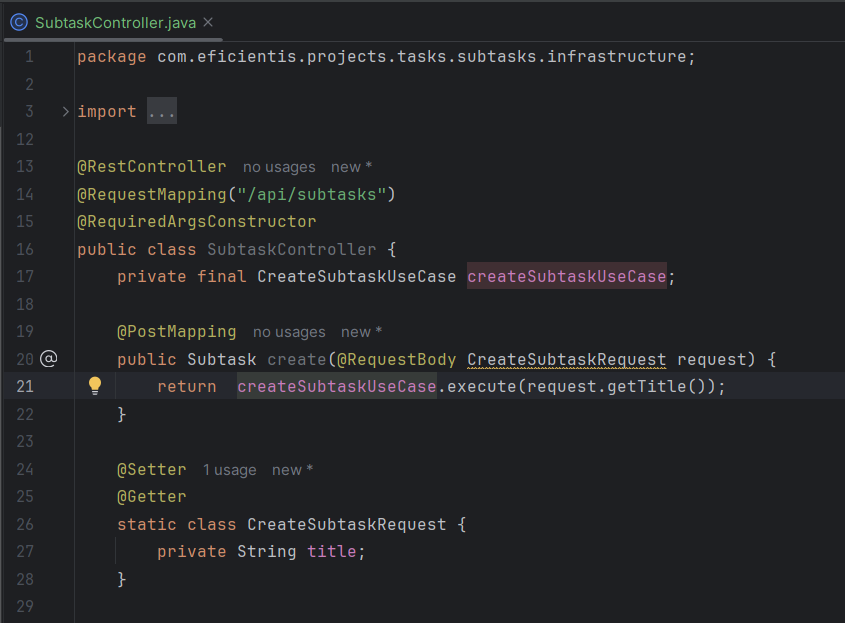 SubtaskController.java
1 package com.eficientis.projects.tasks.subtasks.infrastructure;
2
3 import ...
12
13 @RestController no usages new *
14 @RequestMapping("/api/subtasks")
15 @RequiredArgsConstructor
16 public class SubtaskController {
17 private final CreateSubtaskUseCase createSubtaskUseCase;
18
19 @PostMapping no usages new *
20 public Subtask create(@RequestBody CreateSubtaskRequest request) {
21 return createSubtaskUseCase.execute(request.getTitle());
22 }
23
24 @Setter 1 usage new *
25 @Getter
26 static class CreateSubtaskRequest {
27 private String title;
28 }
29